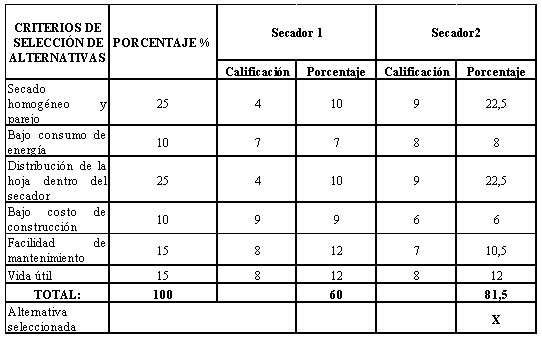 CRITERIOS DE SELECCIÓN DE ALTERNATIVAS PORCENTAJE % Secador 1 Secador2
Calificación Porcentaje Calificación Porcentaje
Secado homogéneo y parejo 25 4 10 9 22,5
Bajo consumo de energía 10 7 7 8 8
Distribución de la hoja dentro del secador 25 4 10 9 22,5
Bajo costo de construcción 10 9 9 6 6
Facilidad de mantenimiento 15 8 12 7 10,5
Vida útil 15 8 12 8 12
TOTAL: 100 60 81,5
Alternativa seleccionada X